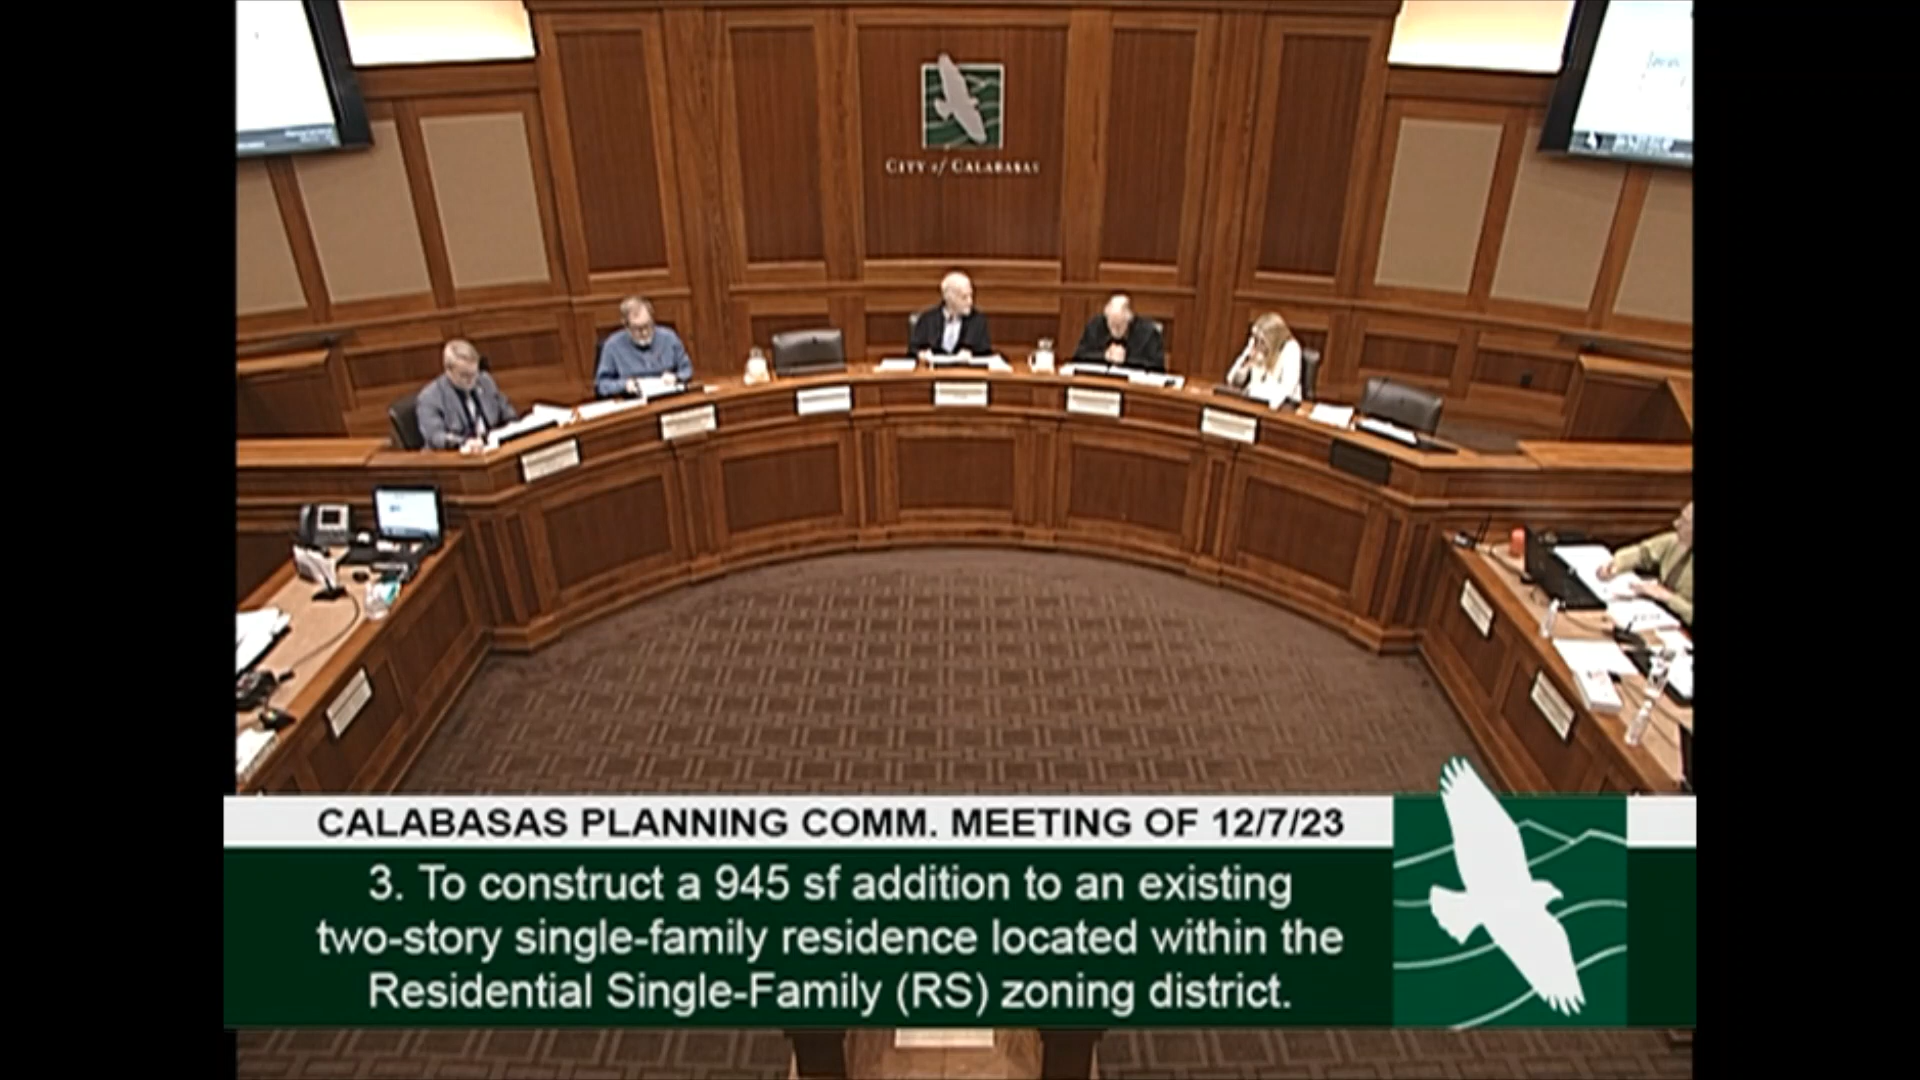 CITY of CALABASAS
CALABASAS PLANNING COMM. MEETING OF 12/7/23
3. To construct a 945 sf addition to an existing
two-story single-family residence located within the
Residential Single-Family (RS) zoning district.